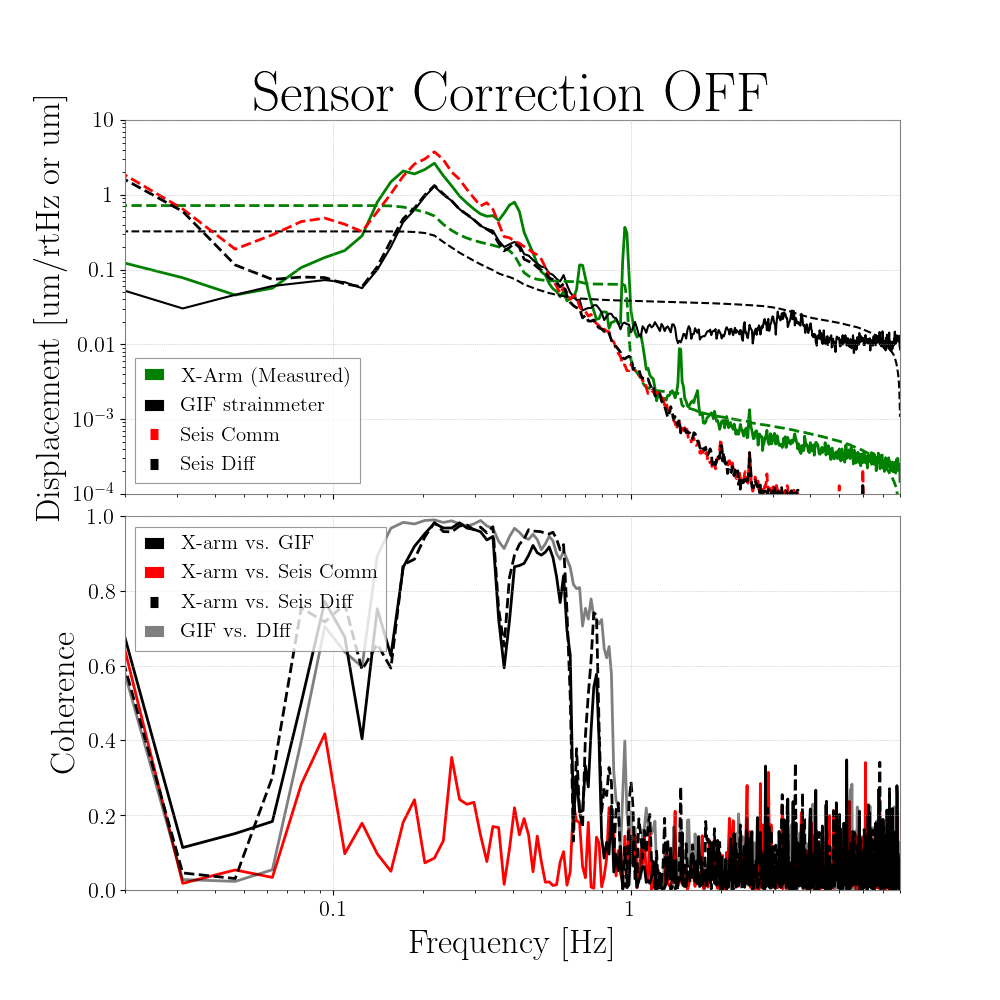 Sensor Correction OFF
Displacement [um/rtHz or um]
10
1
0.1
0.01
10−3
10−4
X-Arm (Measured)
GIF strainmeter
Seis Comm
Seis Diff
Coherence
1.0
0.8
0.6
0.4
0.2
0.0
X-arm vs. GIF
X-arm vs. Seis Comm
X-arm vs. Seis Diff
GIF vs. DIff
0.1
1
Frequency [Hz]